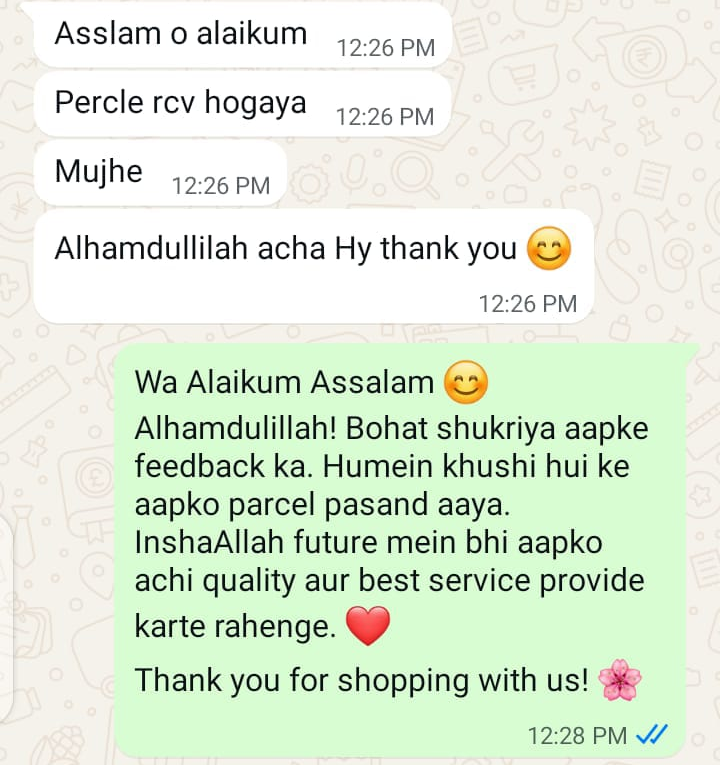 Asslam o alaikum 12:26 PM
Percle rcv hogaya 12:26 PM
Mujhe 12:26 PM
Alhamdullilah acha Hy thank you 😊
12:26 PM
Wa Alaikum Assalam 😊
Alhamdulillah! Bohat shukriya aapke
feedback ka. Humein khushi hui ke
aapko parcel pasand aaya.
InshaAllah future mein bhi aapko
achi quality aur best service provide
karte rahenge. ❤️
Thank you for shopping with us! 🌸
12:28 PM